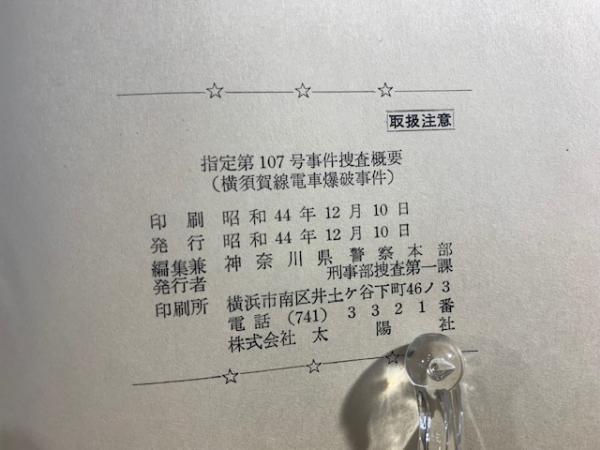 取扱注意
指定第107号事件捜査概要
(横須賀線電車爆破事件)
印刷 昭和44年12月10日
発行 昭和44年12月10日
編集兼発行者 神奈川県警察本部
刑事部捜査第一課
印刷所 横浜市南区井土ケ谷下町46ノ3
電話(741)3321番
株式会社太陽社